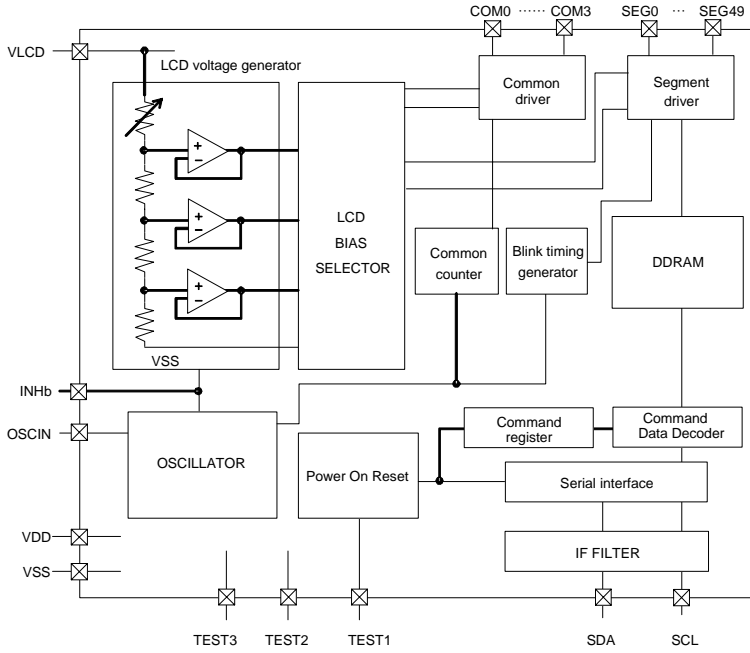 COM0 ······ COM3
SEG0 ··· SEG49
VLCD
LCD voltage generator
Common
driver
Segment
driver
+
−
+
−
+
−
LCD
BIAS
SELECTOR
Common
counter
Blink timing
generator
DDRAM
VSS
INHb
OSCIN
OSCILLATOR
Power On Reset
Command
register
Command
Data Decoder
Serial interface
IF FILTER
VDD
VSS
TEST3
TEST2
TEST1
SDA
SCL